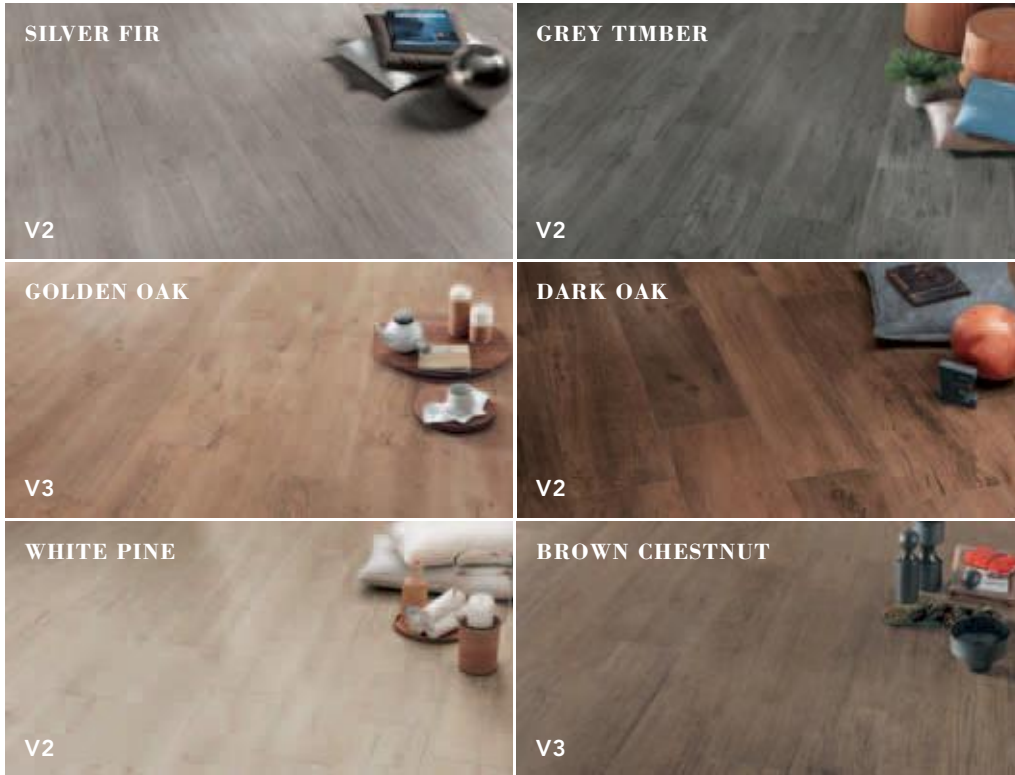 SILVER FIR
V2
GREY TIMBER
V2
GOLDEN OAK
V3
DARK OAK
V2
WHITE PINE
V2
BROWN CHESTNUT
V3